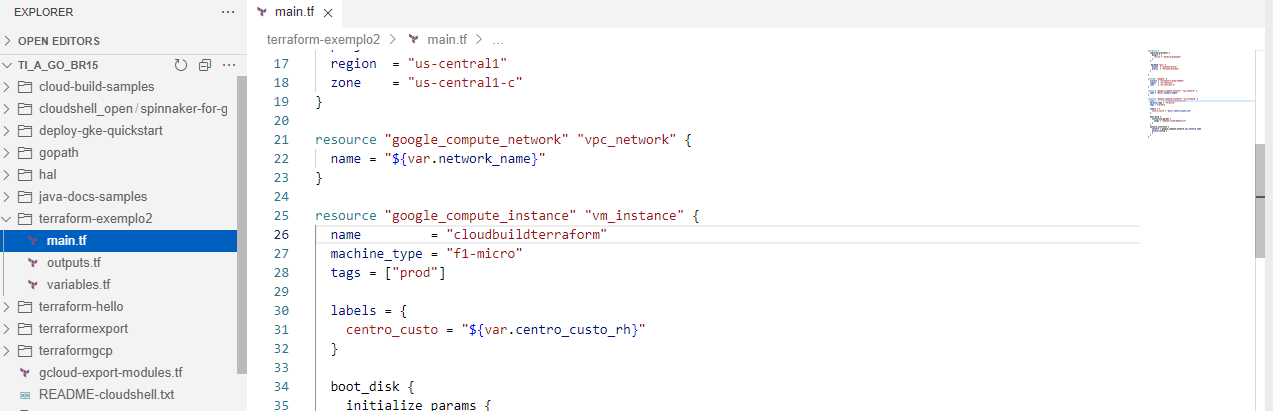 EXPLORER
OPEN EDITORS
TI_A_GO_BR15
cloud-build-samples
cloudshell_open / spinnaker-for-g
deploy-gke-quickstart
gopath
hal
java-docs-samples
terraform-exemplo2
main.tf
outputs.tf
variables.tf
terraform-hello
terraformexport
terraformgcp
gcloud-export-modules.tf
README-cloudshell.txt
main.tf
terraform-exemplo2 > main.tf > ...
17 region  = "us-central1"
18 zone    = "us-central1-c"
19 }
20
21 resource "google_compute_network" "vpc_network" {
22 name = "${var.network_name}"
23 }
24
25 resource "google_compute_instance" "vm_instance" {
26 name         = "cloudbuildterraform"
27 machine_type = "f1-micro"
28 tags = ["prod"]
29
30 labels = {
31 centro_custo = "${var.centro_custo_rh}"
32 }
33
34 boot_disk {
35 initialize_params {